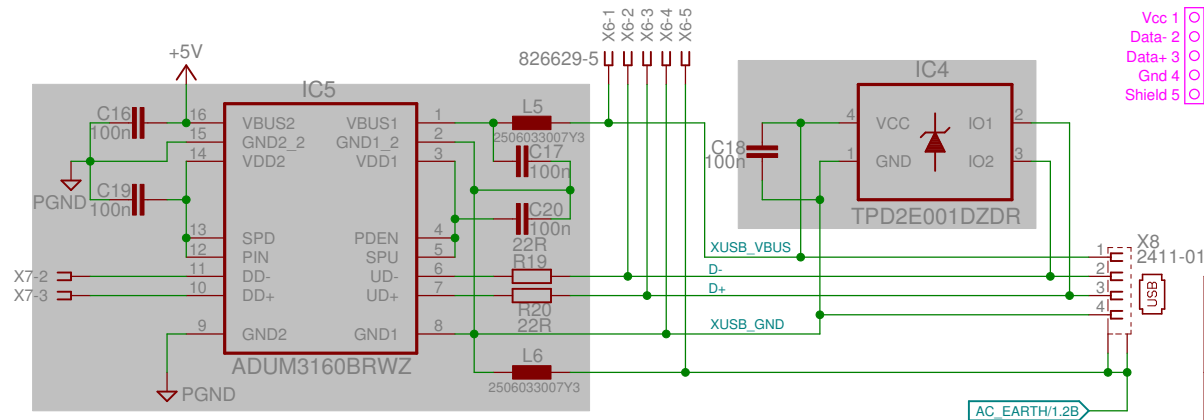 X6-1
X6-2
X6-3
X6-4
X6-5
826629-5
Vcc 1
Data- 2
Data+ 3
Gnd 4
Shield 5
+5V
IC5
IC4
C16
100n
16
VBUS2
VBUS1
1
L5
2506033007Y3
15
GND2_2
GND1_2
2
14
VDD2
VDD1
3
C17
100n
C18
100n
4
VCC
IO1
2
1
GND
IO2
3
TPD2E001DZDR
PGND
C19
100n
C20
100n
13
SPD
PDEN
4
12
PIN
SPU
5
22R
R19
X7-2
11
DD-
UD-
6
X7-3
10
DD+
UD+
7
R20
22R
9
GND2
GND1
8
ADUM3160BRWZ
L6
2506033007Y3
PGND
XUSB_VBUS
D-
D+
XUSB_GND
X8
2411-01
1
2
3
4
USB
AC_EARTH/1.2B